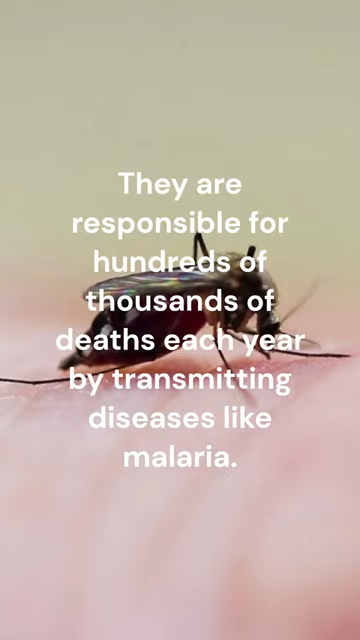 They are
responsible for
hundreds of
thousands of
deaths each year
by transmitting
diseases like
malaria.